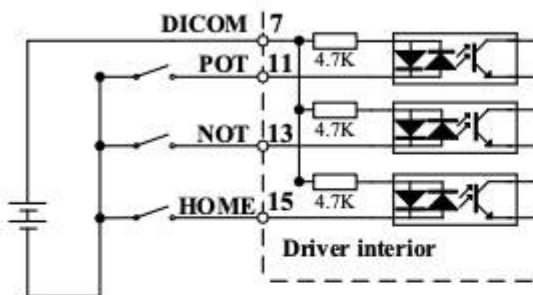 DICOM 7
4.7K
POT 11
4.7K
NOT 13
4.7K
HOME 15
Driver interior